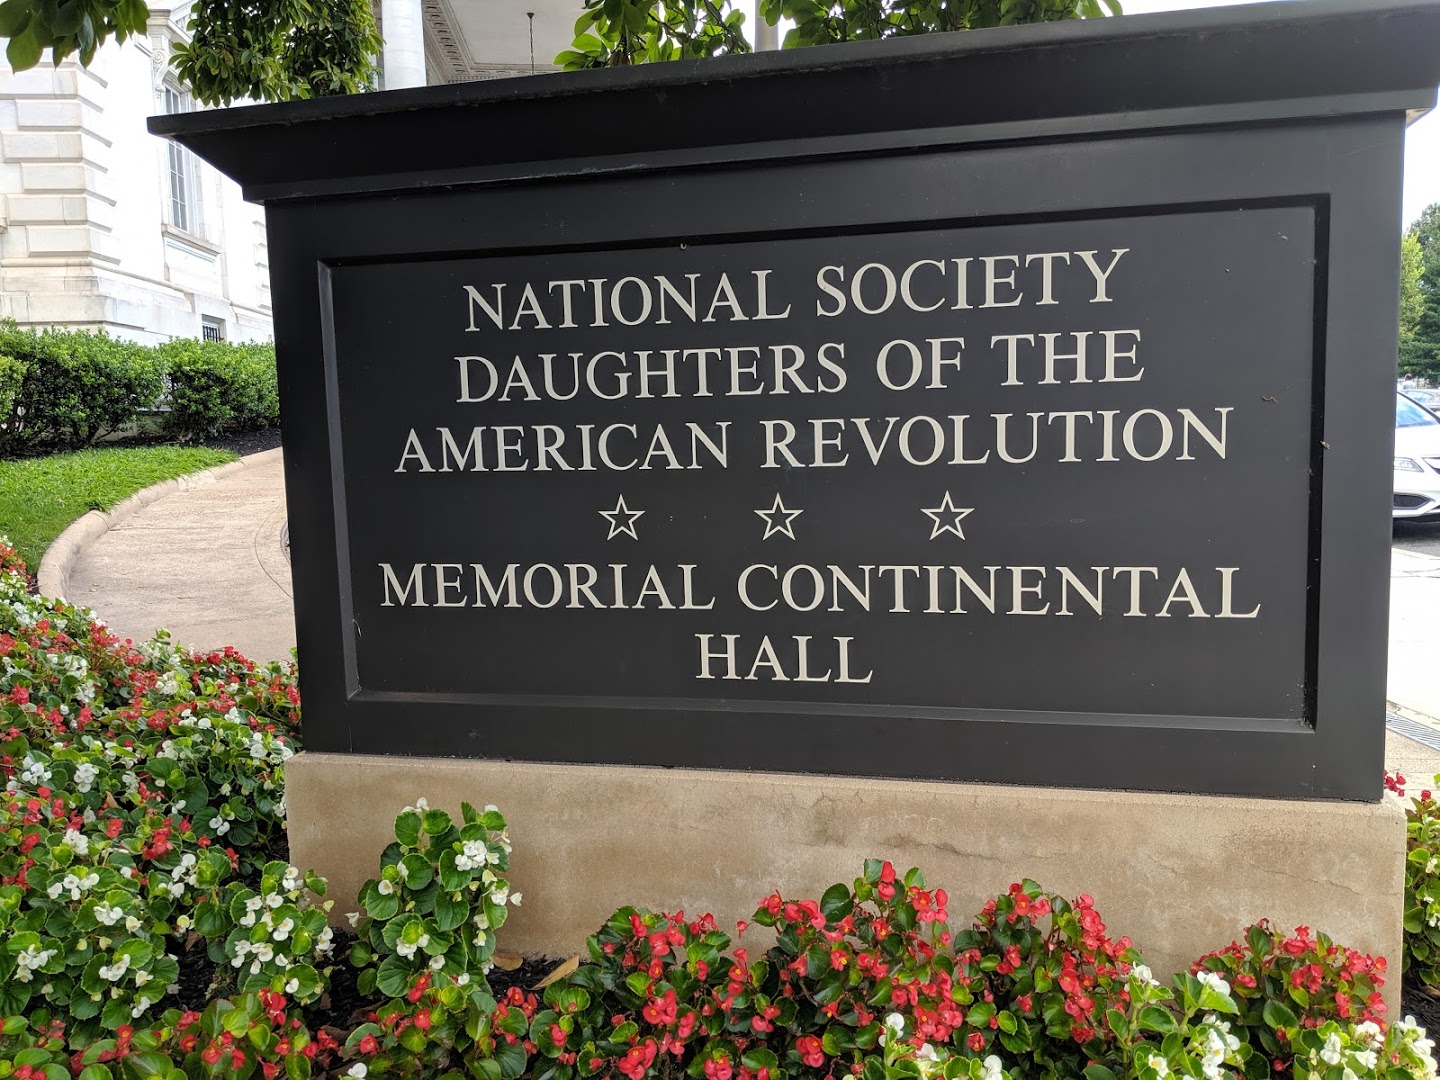 NATIONAL SOCIETY
DAUGHTERS OF THE
AMERICAN REVOLUTION
☆ ☆ ☆
MEMORIAL CONTINENTAL
HALL